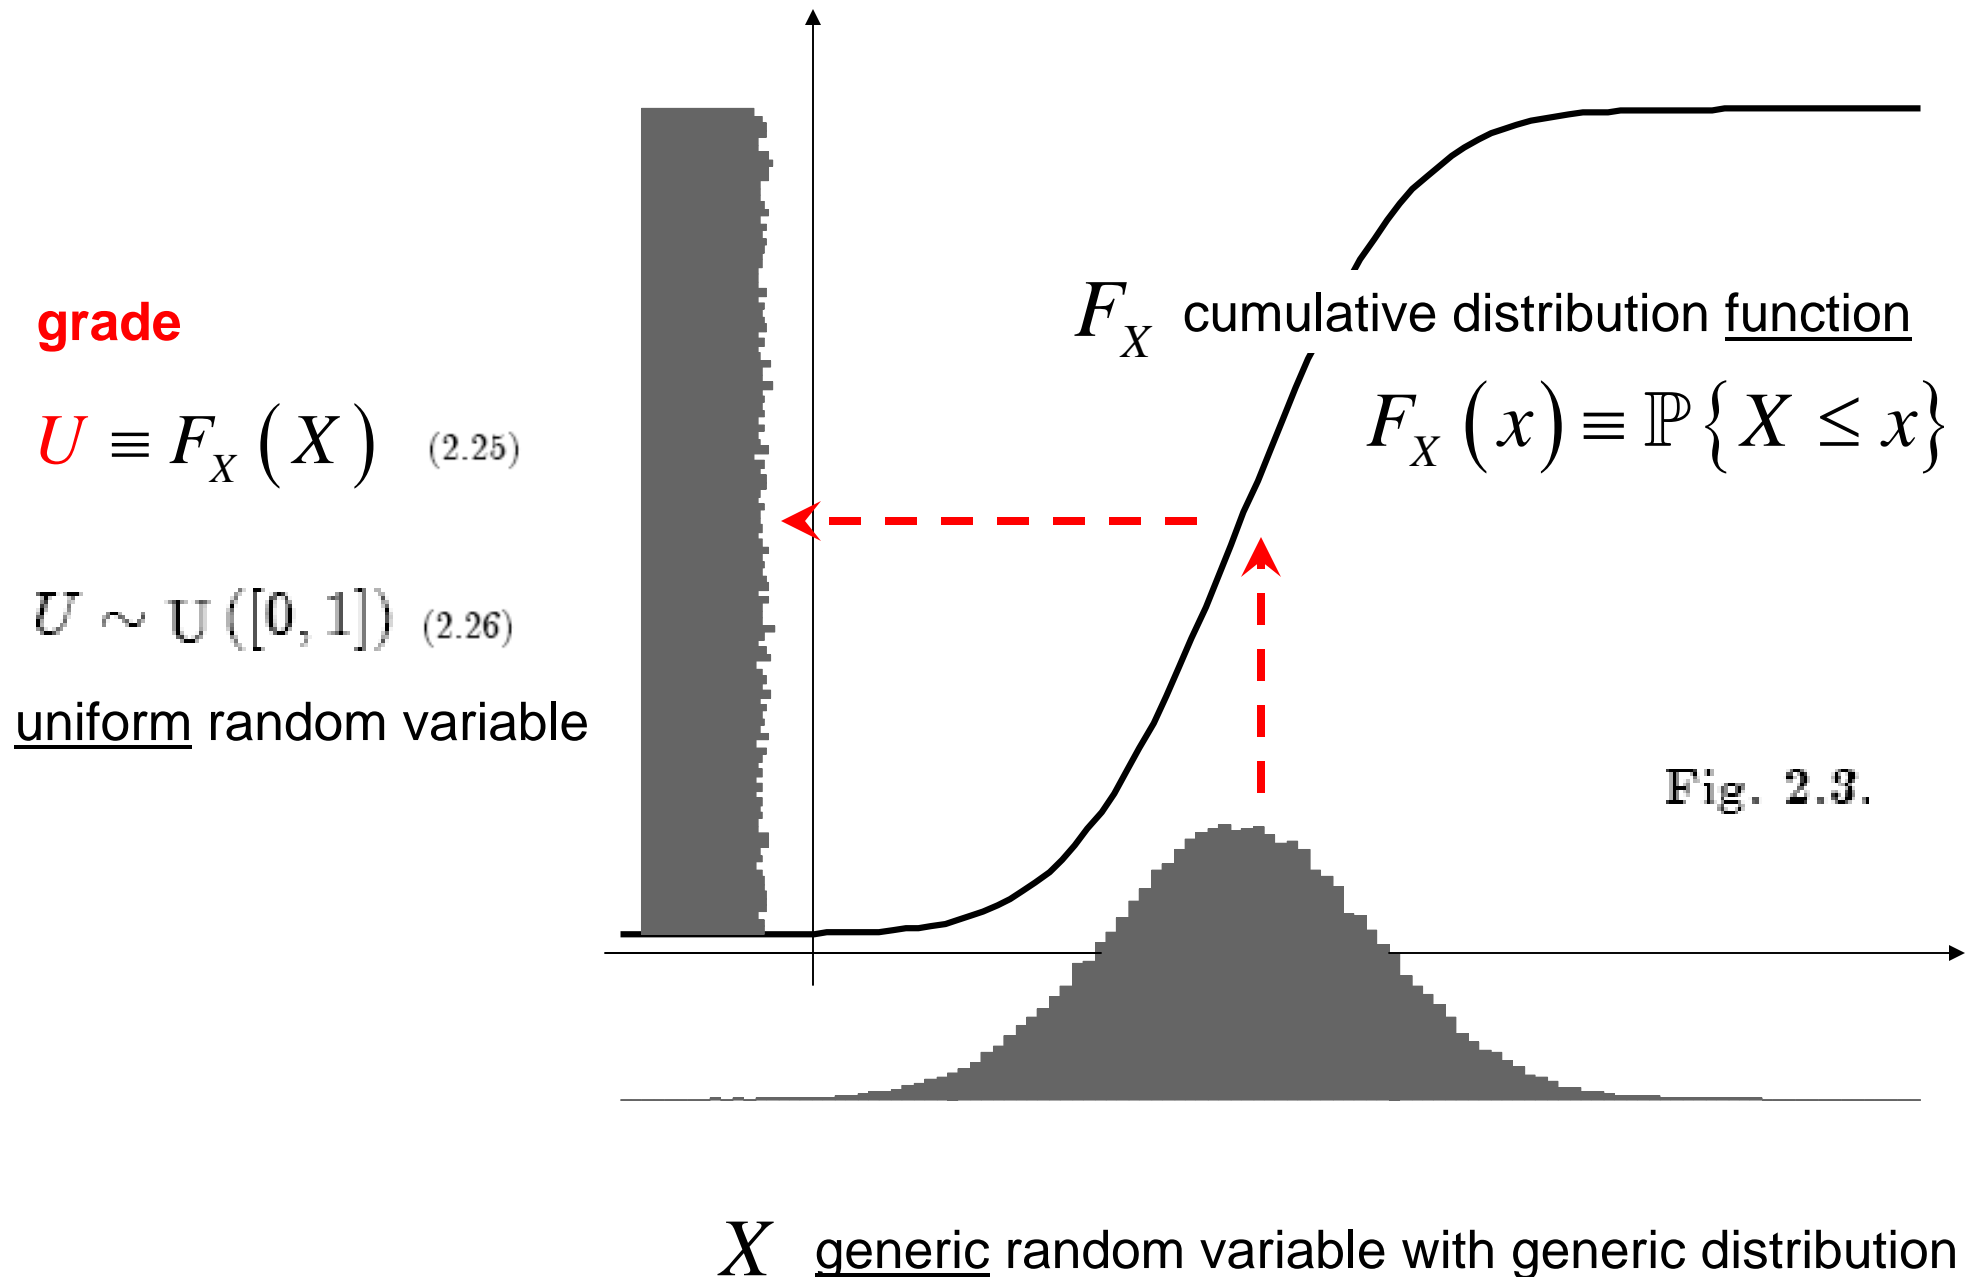 grade
F_X cumulative distribution function
U ≡ F_X (X) (2.25)
F_X (x) ≡ ℙ{X ≤ x}
U ~ U([0, 1]) (2.26)
uniform random variable
Fig. 2.3.
X generic random variable with generic distribution